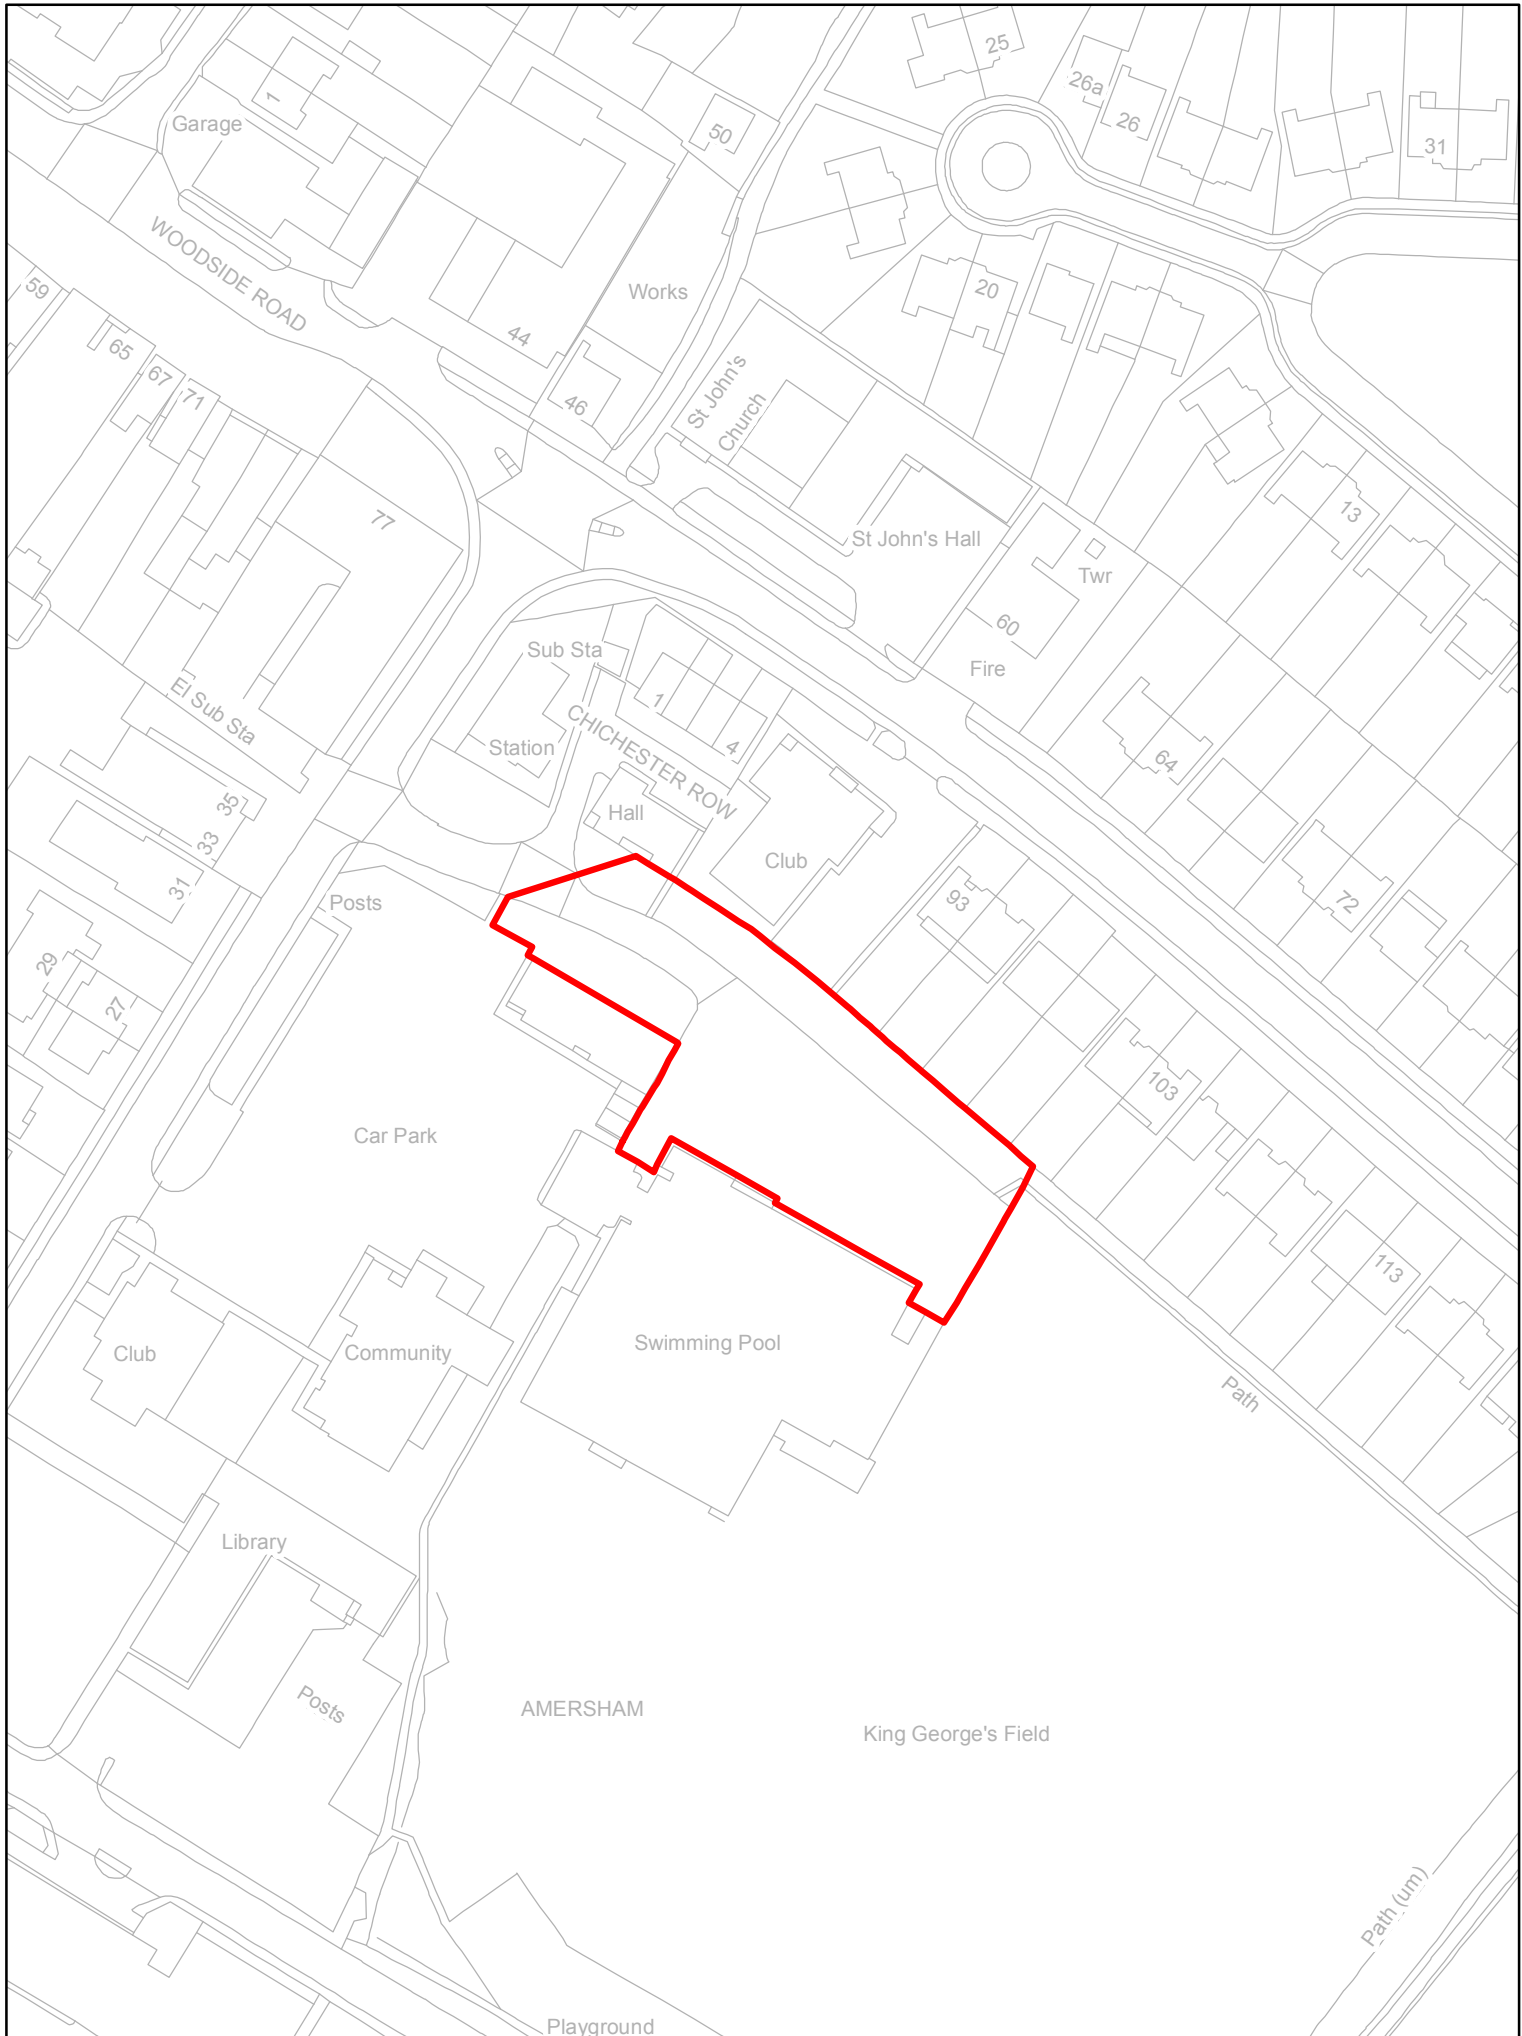 25
26a
26
31
1
Garage
50
WOODSIDE ROAD
59
65
67
71
44
46
Works
20
St John's
Church
13
77
St John's Hall
Twr
60
Fire
Sub Sta
El Sub Sta
1
4
Station
CHICHESTER ROW
64
35
33
31
Hall
Club
Posts
93
72
29
27
Car Park
103
113
Club
Community
Swimming Pool
Path
Library
Posts
AMERSHAM
King George's Field
Path (um)
Playground